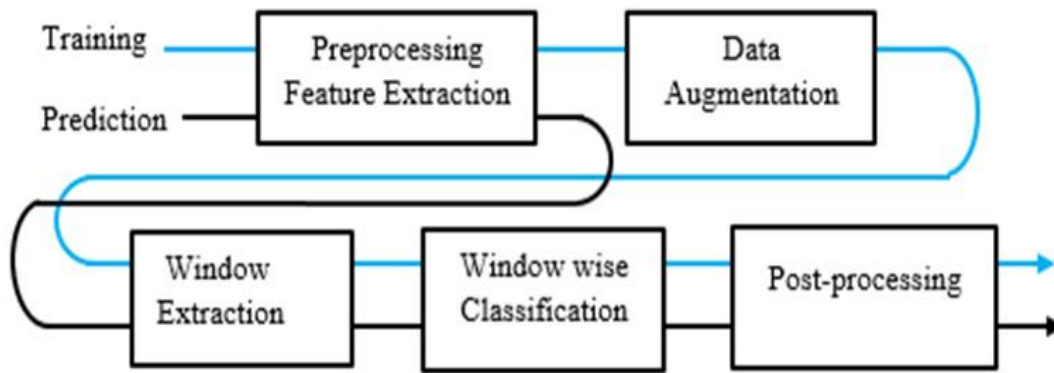 Training
Preprocessing
Feature Extraction
Data
Augmentation
Prediction
Window
Extraction
Window wise
Classification
Post-processing